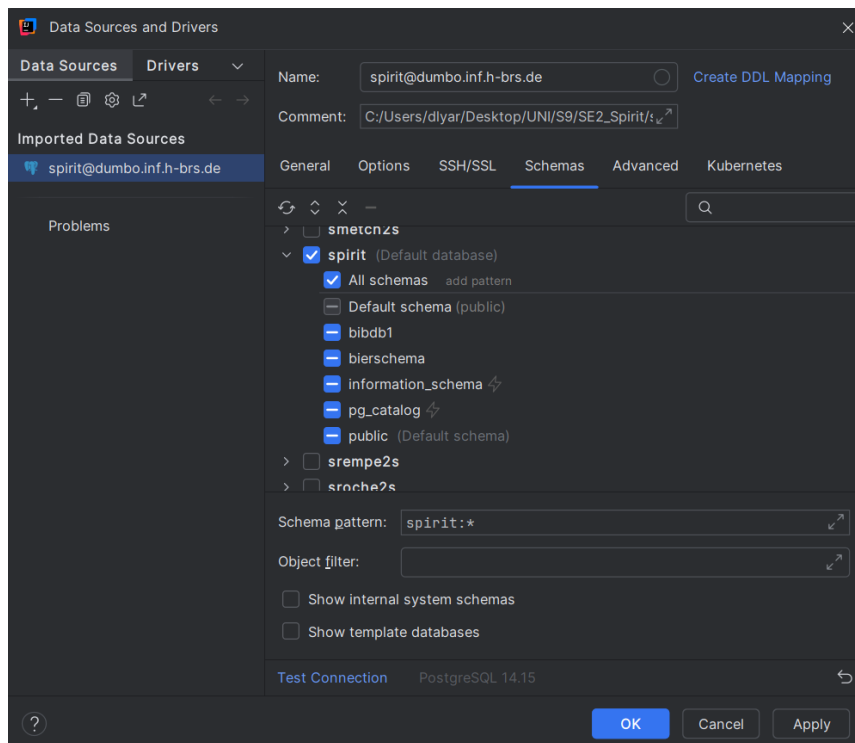 Data Sources and Drivers
Data Sources Drivers
Imported Data Sources
spirit@dumbo.inf.h-brs.de
Problems
Name: spirit@dumbo.inf.h-brs.de Create DDL Mapping
Comment: C:/Users/dlyar/Desktop/UNI/S9/SE2_Spirit/
General Options SSH/SSL Schemas Advanced Kubernetes
smetch2s
spirit (Default database)
All schemas add pattern
Default schema (public)
bibdb1
bierschema
information_schema
pg_catalog
public (Default schema)
srempe2s
sroche2s
Schema pattern: spirit:*
Object filter:
Show internal system schemas
Show template databases
Test Connection PostgreSQL 14.15
? OK Cancel Apply